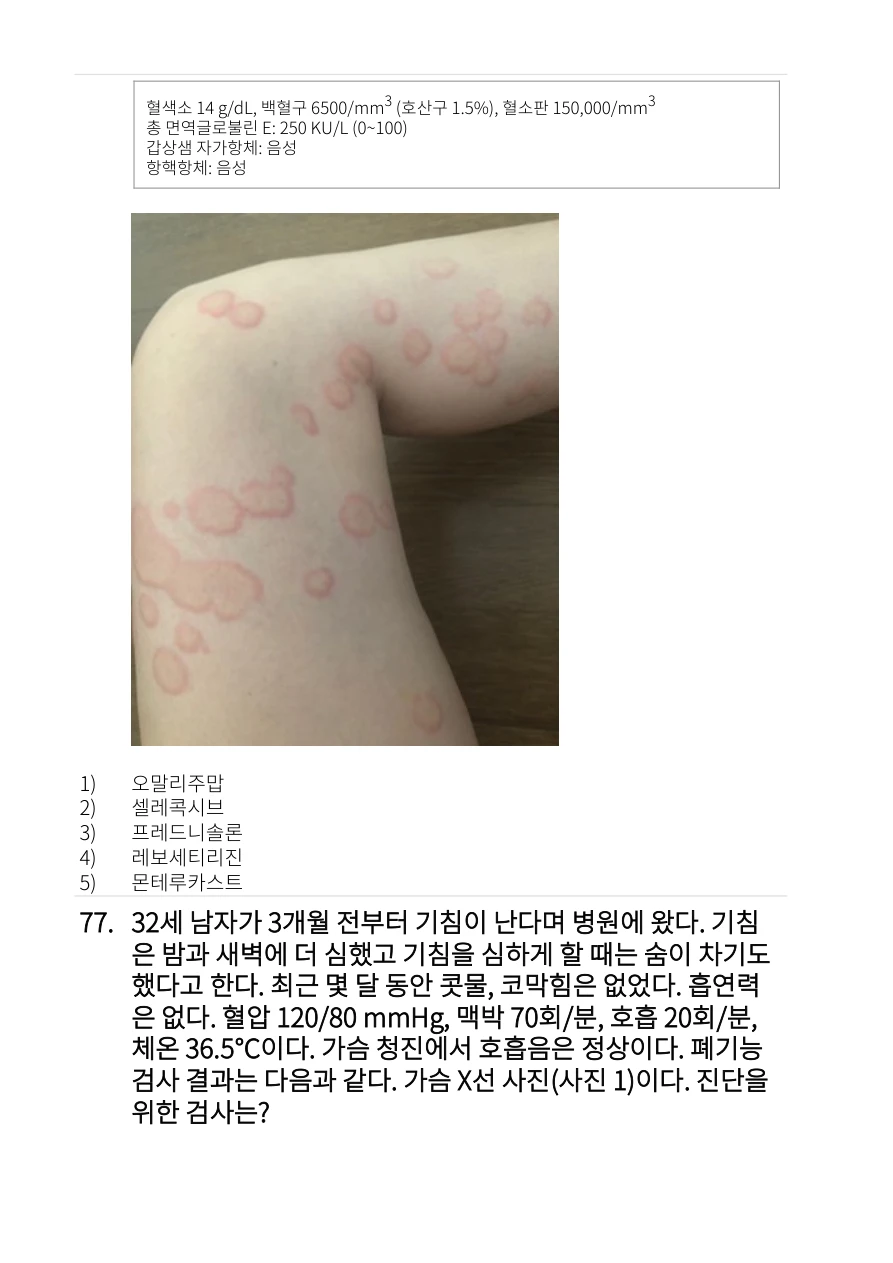 혈색소 14 g/dL, 백혈구 6500/mm3 (호산구 1.5%), 혈소판 150,000/mm3
총 면역글로불린 E: 250 KU/L (0~100)
갑상샘 자가항체: 음성
항핵항체: 음성
1) 오말리주맙
2) 셀레콕시브
3) 프레드니솔론
4) 레보세티리진
5) 몬테루카스트
77. 32세 남자가 3개월 전부터 기침이 난다며 병원에 왔다. 기침
은 밤과 새벽에 더 심했고 기침을 심하게 할 때는 숨이 차기도
했다고 한다. 최근 몇 달 동안 콧물, 코막힘은 없었다. 흡연력
은 없다. 혈압 120/80 mmHg, 맥박 70회/분, 호흡 20회/분,
체온 36.5°C이다. 가슴 청진에서 호흡음은 정상이다. 폐기능
검사 결과는 다음과 같다. 가슴 X선 사진(사진 1)이다. 진단을
위한 검사는?